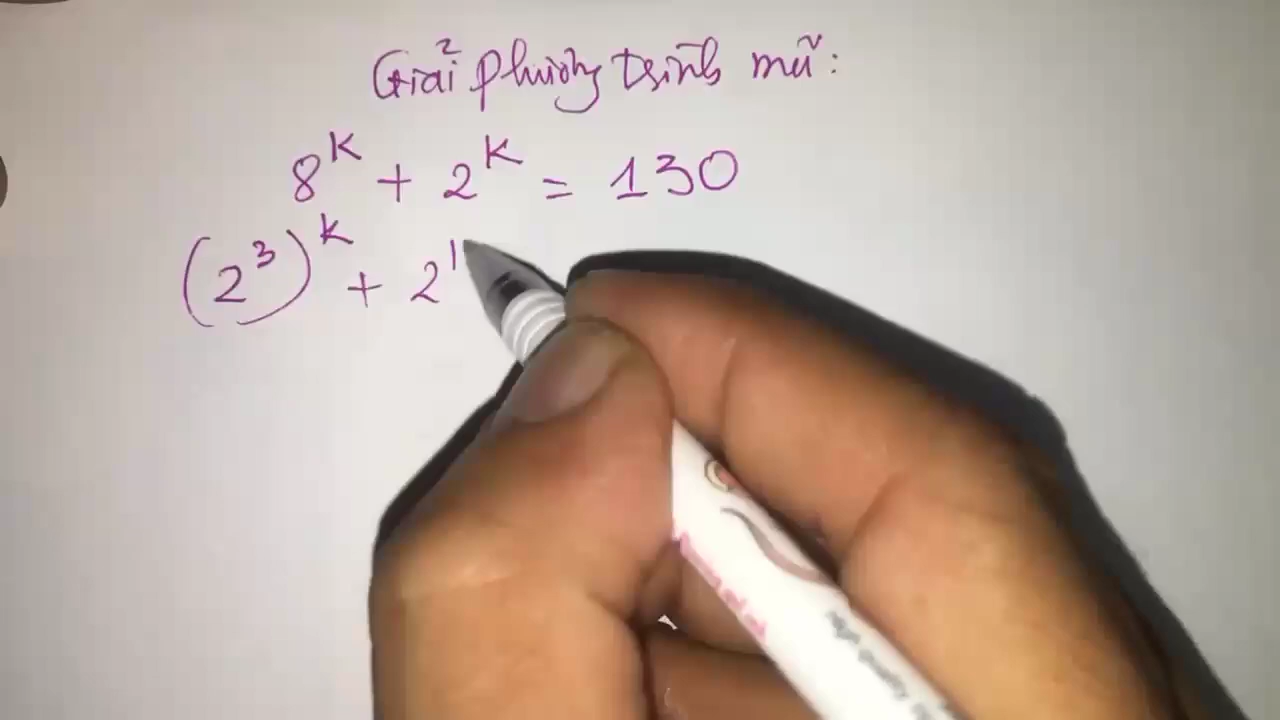 Giải phương trình mũ:
8^k + 2^k = 130
(2^3)^k + 2^